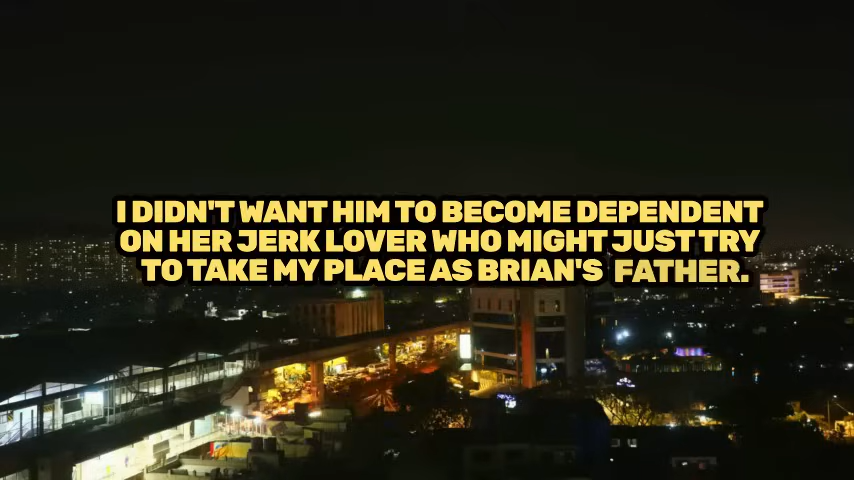 I DIDN'T WANT HIM TO BECOME DEPENDENT
ON HER JERK LOVER WHO MIGHT JUST TRY
TO TAKE MY PLACE AS BRIAN'S FATHER.